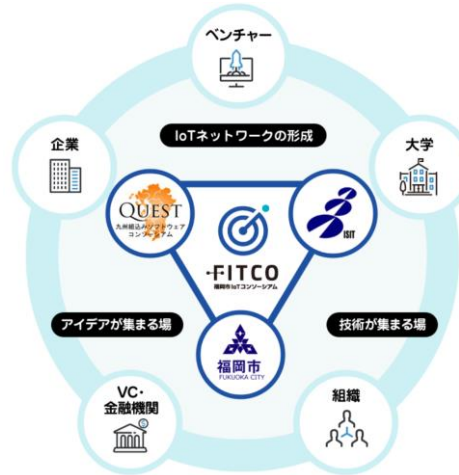 ベンチャー
IoTネットワークの形成
企業
大学
QUEST
九州組込みソフトウェア
コンソーシアム
ISIT
-FITCO
福岡市IoTコンソーシアム
アイデアが集まる場
技術が集まる場
福岡市
FUKUOKA CITY
VC・
金融機関
組織